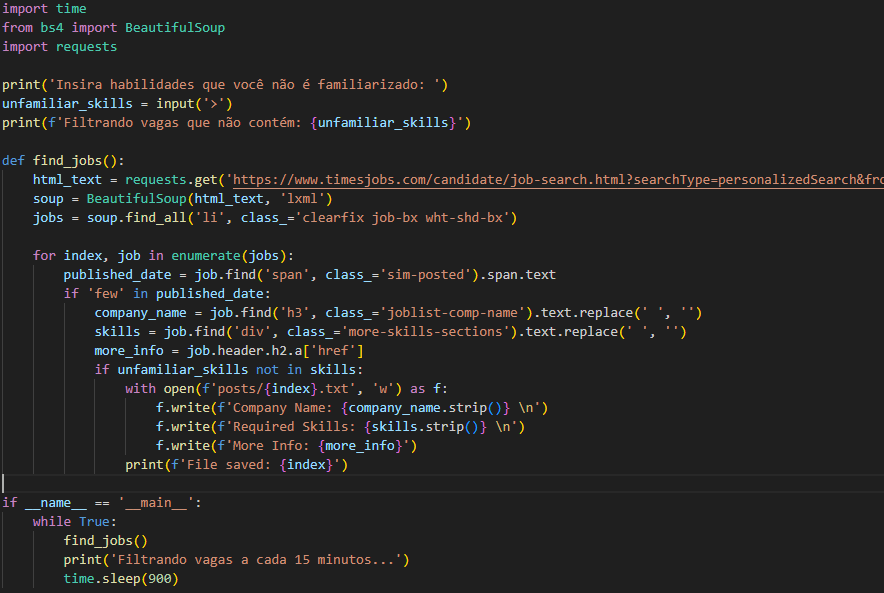 import time
from bs4 import BeautifulSoup
import requests

print('Insira habilidades que você não é familiarizado: ')
unfamiliar_skills = input('>')
print(f'Filtrando vagas que não contém: {unfamiliar_skills}')

def find_jobs():
    html_text = requests.get('https://www.timesjobs.com/candidate/job-search.html?searchType=personalizedSearch&fro
    soup = BeautifulSoup(html_text, 'lxml')
    jobs = soup.find_all('li', class_='clearfix job-bx wht-shd-bx')

    for index, job in enumerate(jobs):
        published_date = job.find('span', class_='sim-posted').span.text
        if 'few' in published_date:
            company_name = job.find('h3', class_='joblist-comp-name').text.replace(' ', '')
            skills = job.find('div', class_='more-skills-sections').text.replace(' ', '')
            more_info = job.header.h2.a['href']
            if unfamiliar_skills not in skills:
                with open(f'posts/{index}.txt', 'w') as f:
                    f.write(f'Company Name: {company_name.strip()} \n')
                    f.write(f'Required Skills: {skills.strip()} \n')
                    f.write(f'More Info: {more_info}')
                print(f'File saved: {index}')

if __name__ == '__main__':
    while True:
        find_jobs()
        print('Filtrando vagas a cada 15 minutos...')
        time.sleep(900)